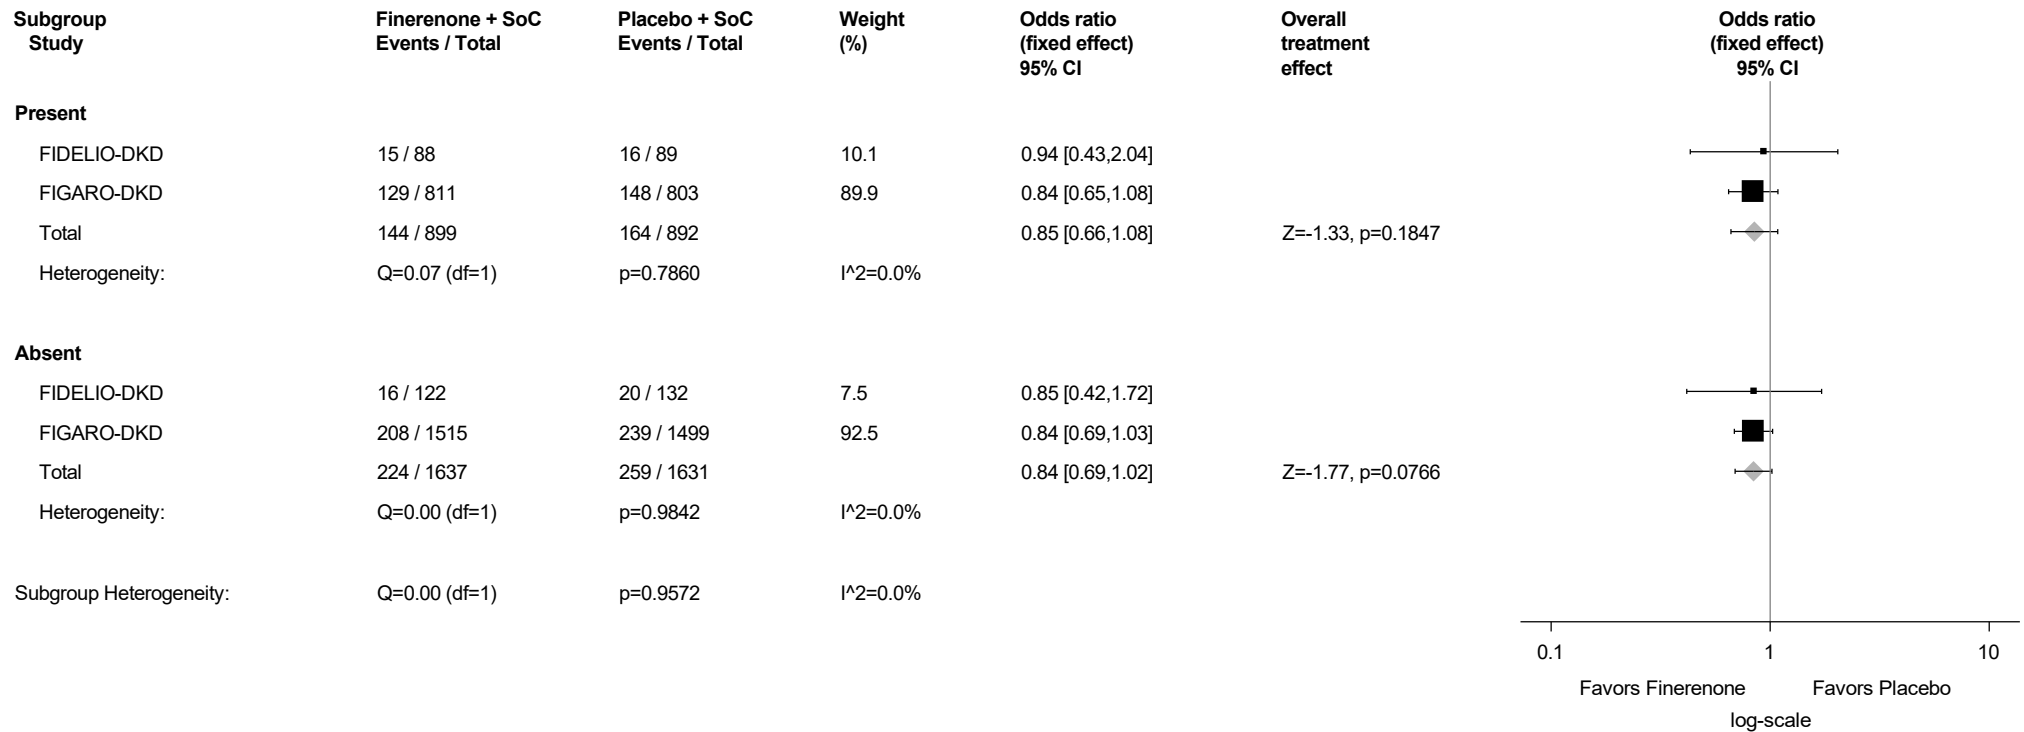 Subgroup Finerenone + SoC Placebo + SoC Weight Odds ratio Overall Odds ratio
Study Events / Total Events / Total (%) (fixed effect) treatment (fixed effect)
95% CI effect 95% CI
Present
FIDELIO-DKD 15 / 88 16 / 89 10.1 0.94 [0.43,2.04]
FIGARO-DKD 129 / 811 148 / 803 89.9 0.84 [0.65,1.08]
Total 144 / 899 164 / 892 0.85 [0.66,1.08] Z=-1.33, p=0.1847
Heterogeneity: Q=0.07 (df=1) p=0.7860 I^2=0.0%
Absent
FIDELIO-DKD 16 / 122 20 / 132 7.5 0.85 [0.42,1.72]
FIGARO-DKD 208 / 1515 239 / 1499 92.5 0.84 [0.69,1.03]
Total 224 / 1637 259 / 1631 0.84 [0.69,1.02] Z=-1.77, p=0.0766
Heterogeneity: Q=0.00 (df=1) p=0.9842 I^2=0.0%
Subgroup Heterogeneity: Q=0.00 (df=1) p=0.9572 I^2=0.0%
0.1 1 10
Favors Finerenone Favors Placebo
log-scale